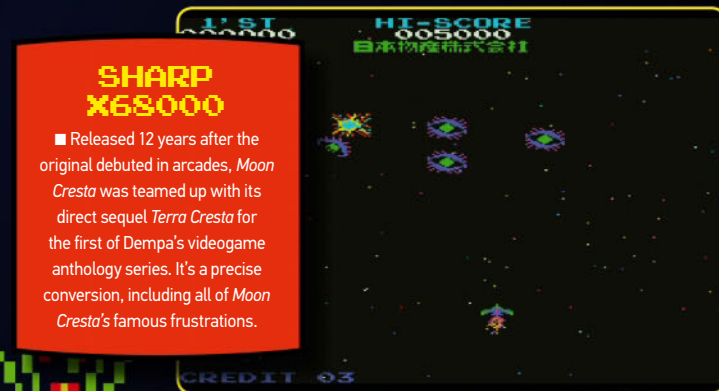 SHARP
X68000
■ Released 12 years after the
original debuted in arcades, Moon
Cresta was teamed up with its
direct sequel Terra Cresta for
the first of Dempa's videogame
anthology series. It's a precise
conversion, including all of Moon
Cresta's famous frustrations.
1'ST HI-SCORE
000000 005000
日本物産株式会社
CREDIT 03